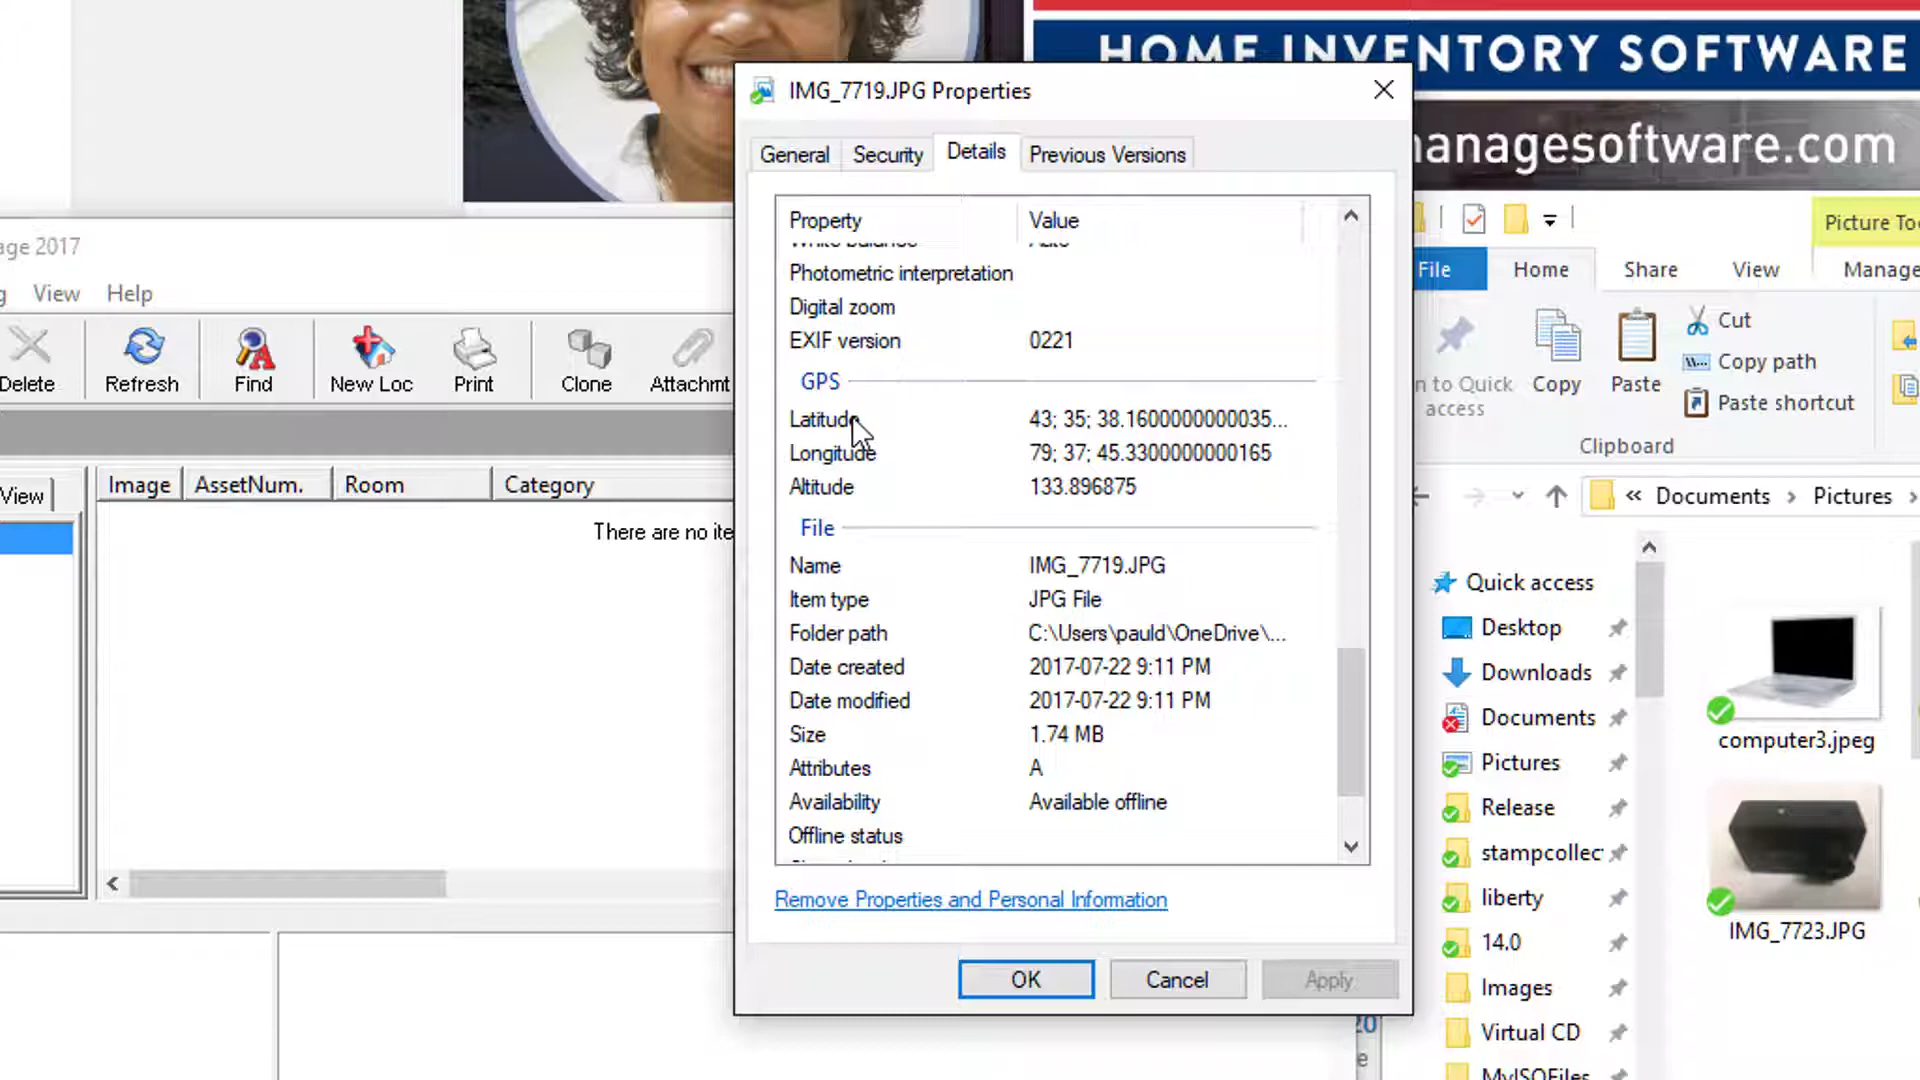 HOME INVENTORY SOFTWARE
IMG_7719.JPG Properties
General
Security
Details
Previous Versions
anagesoftware.com
Property
Value
Photometric interpretation
Digital zoom
EXIF version
0221
GPS
Latitude
43; 35; 38.1600000000035...
Longitude
79; 37; 45.3300000000165
Altitude
133.896875
File
Name
IMG_7719.JPG
Item type
JPG File
Folder path
C:\Users\pauld\OneDrive\...
Date created
2017-07-22 9:11 PM
Date modified
2017-07-22 9:11 PM
Size
1.74 MB
Attributes
A
Availability
Available offline
Offline status
Remove Properties and Personal Information
OK
Cancel
Apply
age 2017
View
Help
Delete
Refresh
Find
New Loc
Print
Clone
Attachmt
View
Image
AssetNum.
Room
Category
There are no ite
Picture To
File
Home
Share
View
Manage
n to Quick
access
Copy
Paste
Cut
Copy path
Paste shortcut
Clipboard
« Documents > Pictures >
Quick access
Desktop
Downloads
Documents
Pictures
Release
stampcollec
liberty
14.0
Images
Virtual CD
MyISOFiles
computer3.jpeg
IMG_7723.JPG
20
e